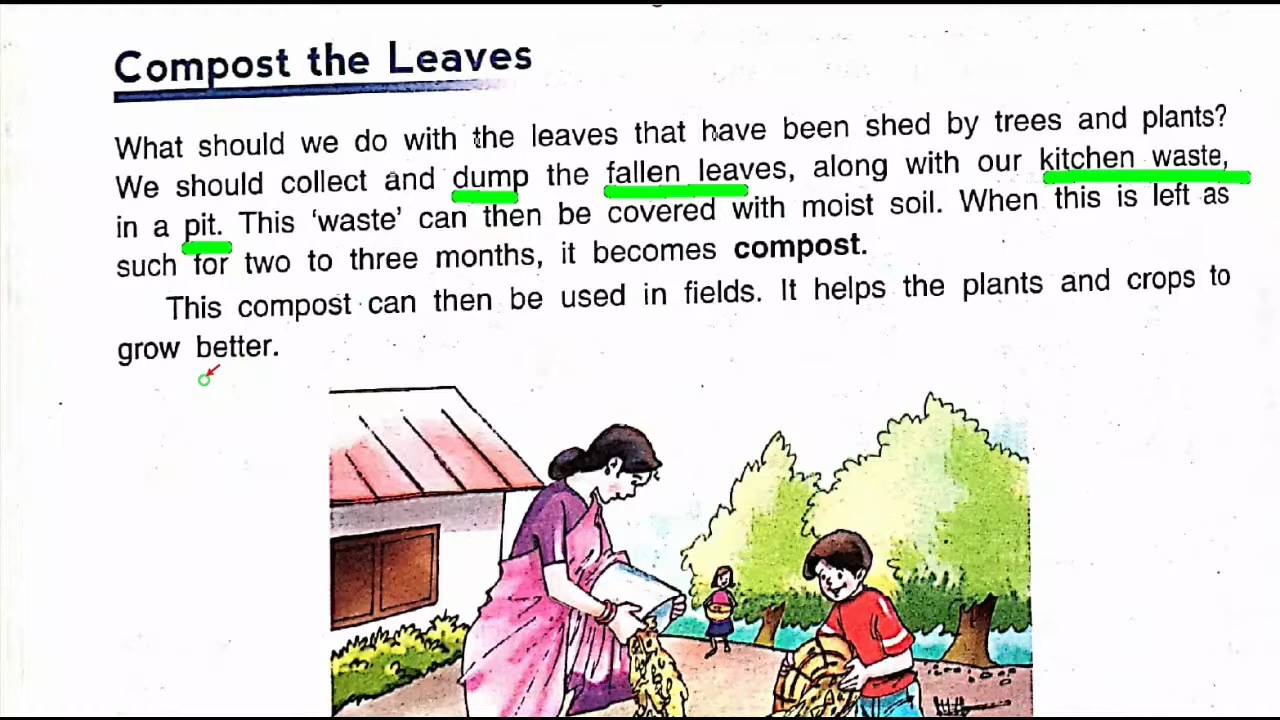 Compost the Leaves
What should we do with the leaves that have been shed by trees and plants?
We should collect and dump the fallen leaves, along with our kitchen waste,
in a pit. This ‘waste’ can then be covered with moist soil. When this is left as
such for two to three months, it becomes compost.
This compost can then be used in fields. It helps the plants and crops to
grow better.